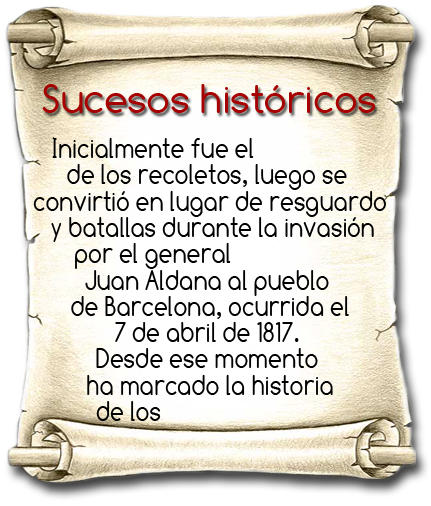 Sucesos históricos
Inicialmente fue el
de los recoletos, luego se
convirtió en lugar de resguardo
y batallas durante la invasión
por el general
Juan Aldana al pueblo
de Barcelona, ocurrida el
7 de abril de 1817.
Desde ese momento
ha marcado la historia
de los